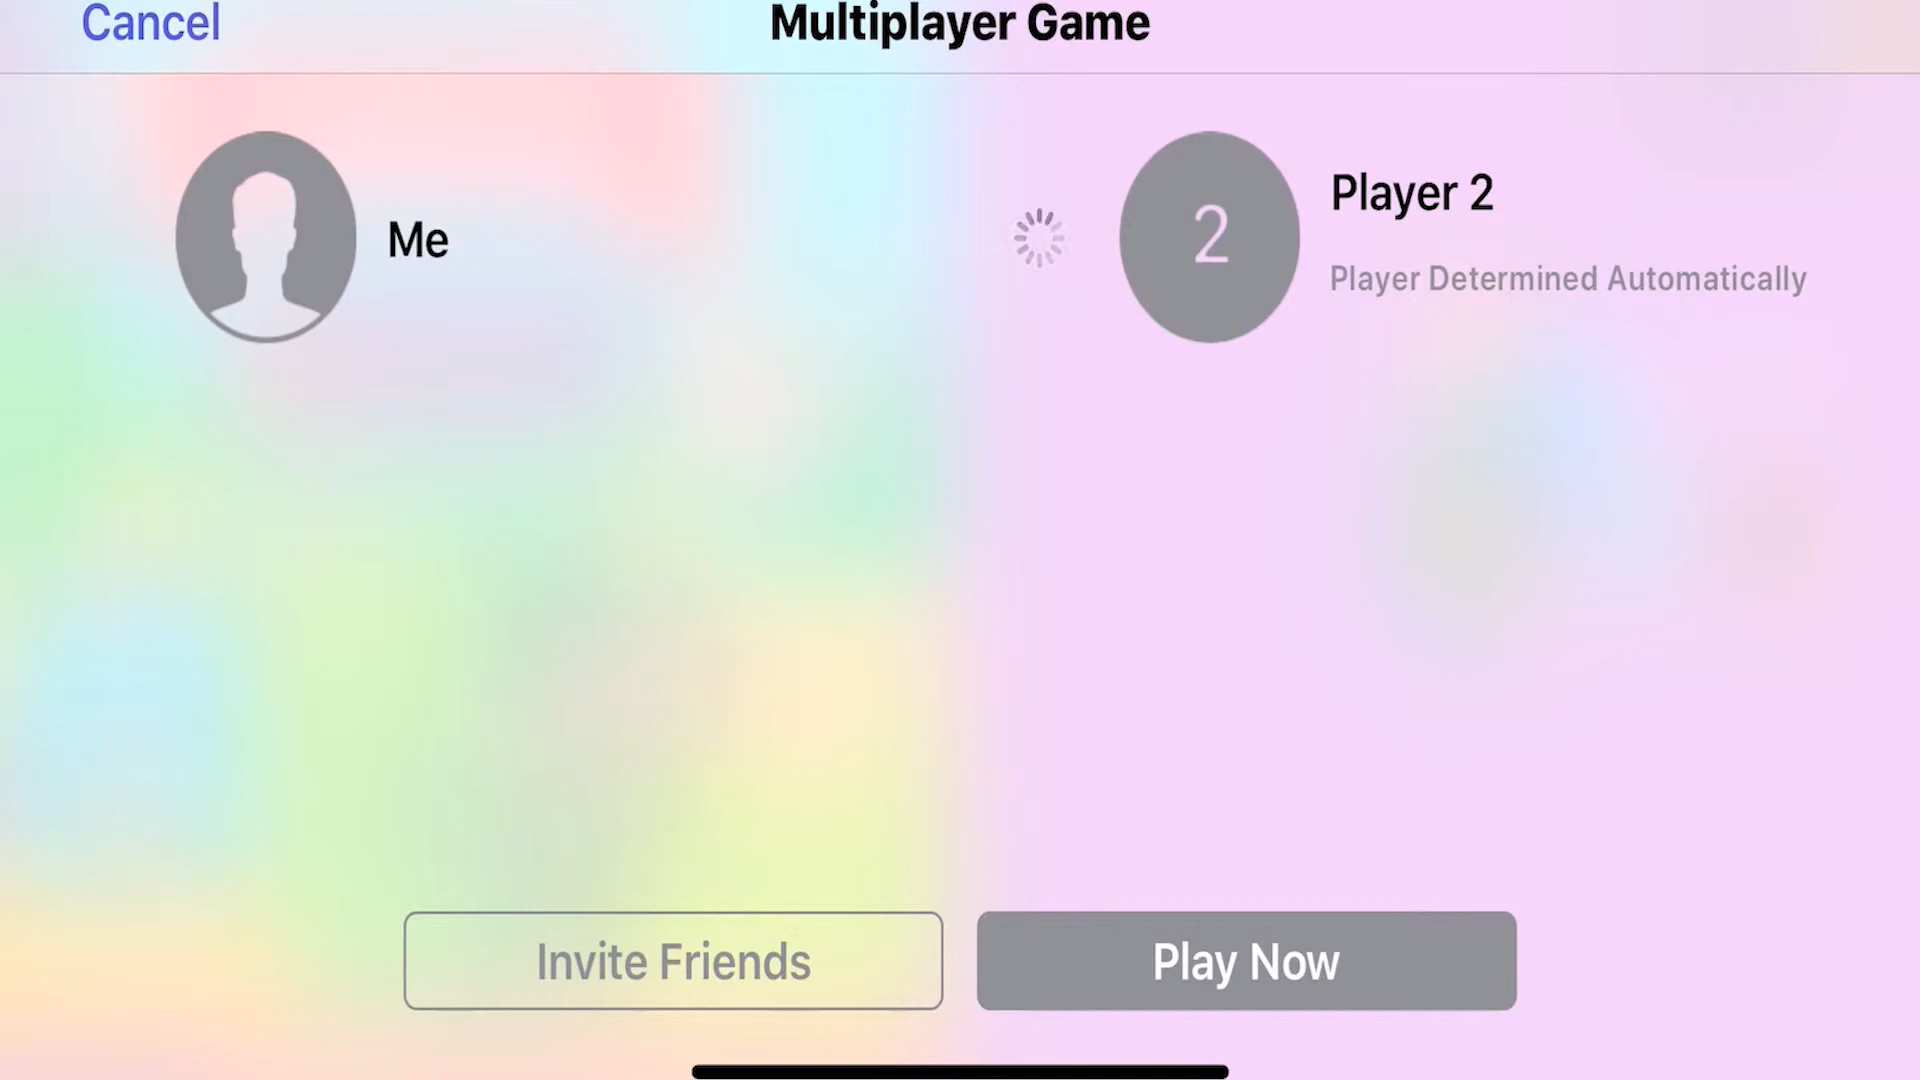 Cancel
Multiplayer Game
Me
2
Player 2
Player Determined Automatically
Invite Friends
Play Now